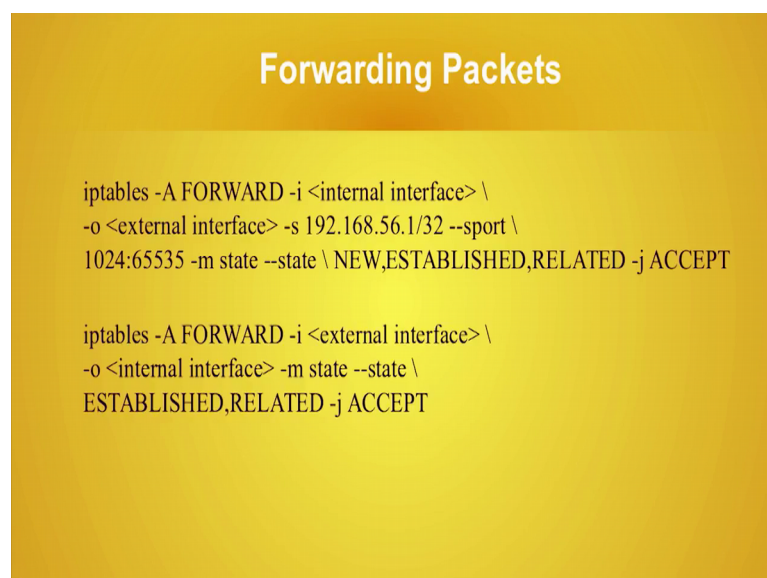 Forwarding Packets
iptables -A FORWARD -i <internal interface> \
-o <external interface> -s 192.168.56.1/32 --sport \
1024:65535 -m state --state \ NEW,ESTABLISHED,RELATED -j ACCEPT
iptables -A FORWARD -i <external interface> \
-o <internal interface> -m state --state \
ESTABLISHED,RELATED -j ACCEPT